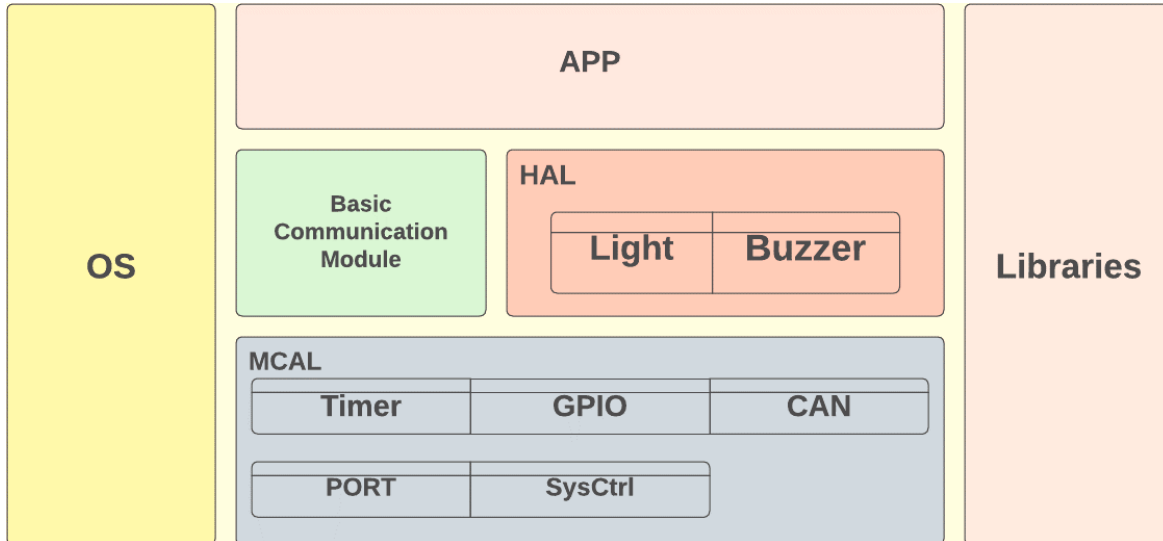 OS
APP
Basic
Communication
Module
HAL
Light Buzzer
MCAL
Timer GPIO CAN
PORT SysCtrl
Libraries